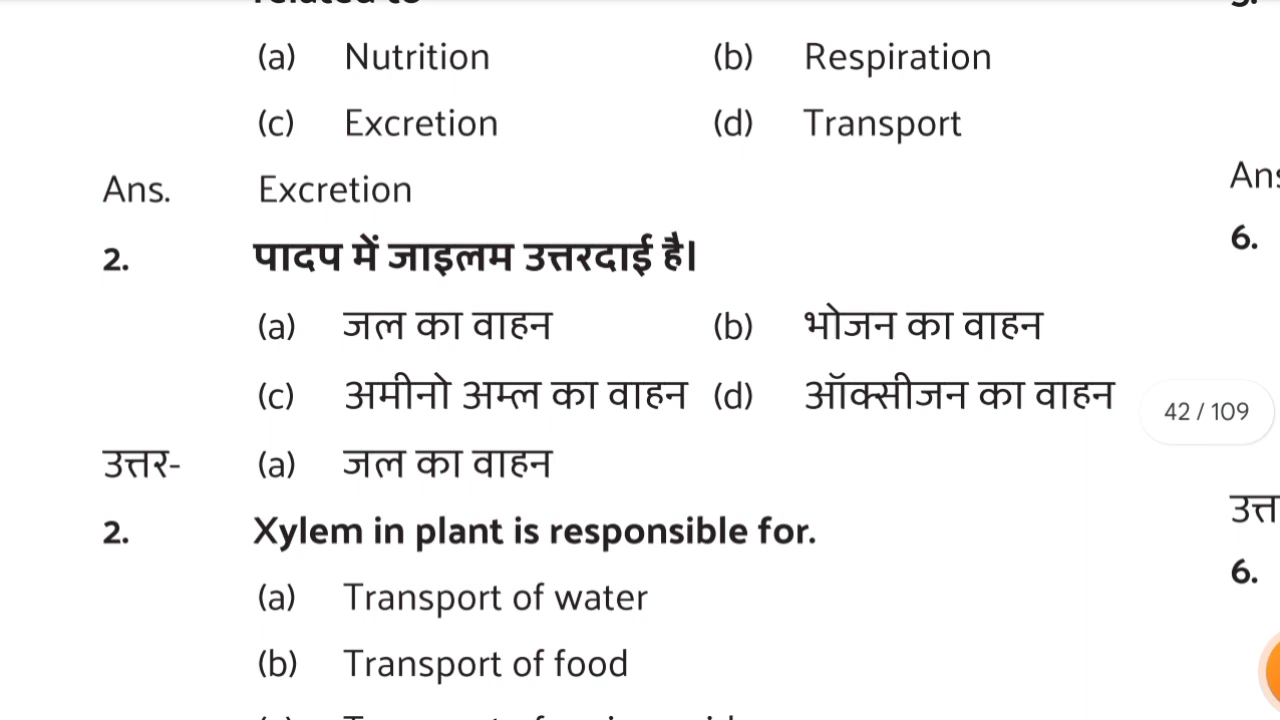 related to
(a) Nutrition (b) Respiration
(c) Excretion (d) Transport
Ans. Excretion
2. पादप में जाइलम उत्तरदाई है।
(a) जल का वाहन (b) भोजन का वाहन
(c) अमीनो अम्ल का वाहन (d) ऑक्सीजन का वाहन
42 / 109
उत्तर- (a) जल का वाहन
2. Xylem in plant is responsible for.
(a) Transport of water
(b) Transport of food
6.
6.